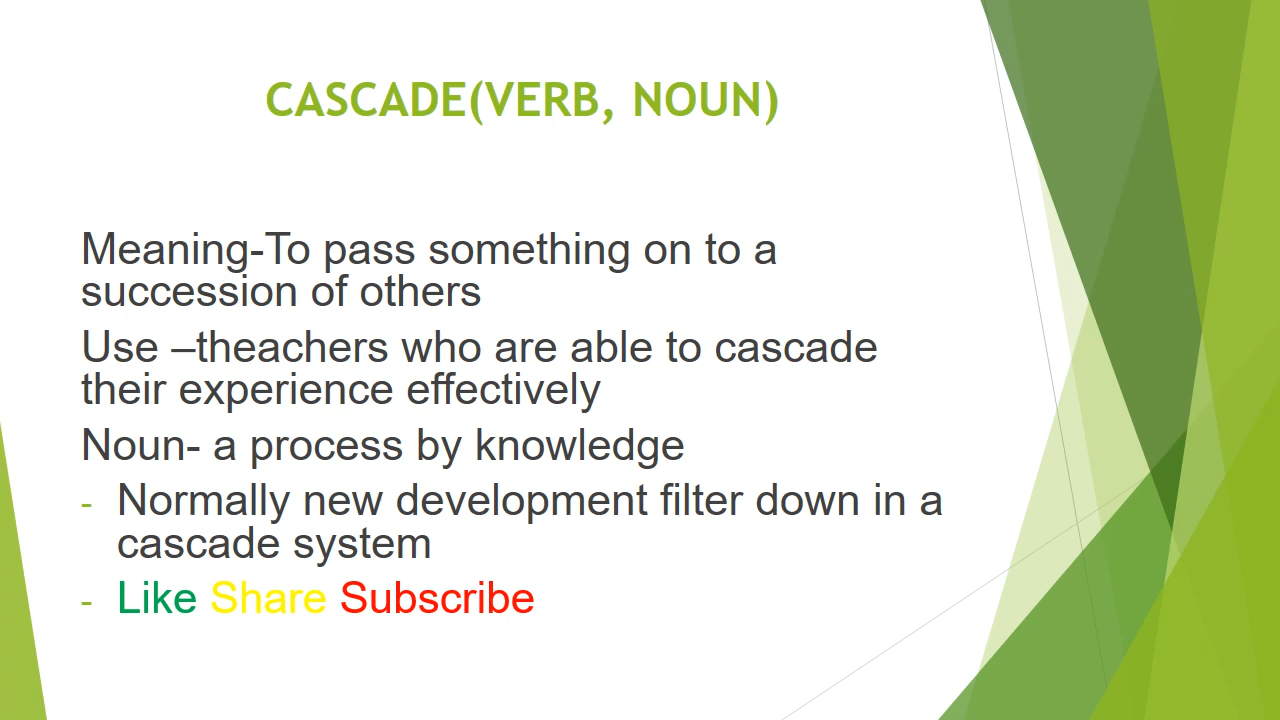 CASCADE(VERB, NOUN)
Meaning-To pass something on to a
succession of others
Use –theachers who are able to cascade
their experience effectively
Noun- a process by knowledge
- Normally new development filter down in a
cascade system
- Like Share Subscribe